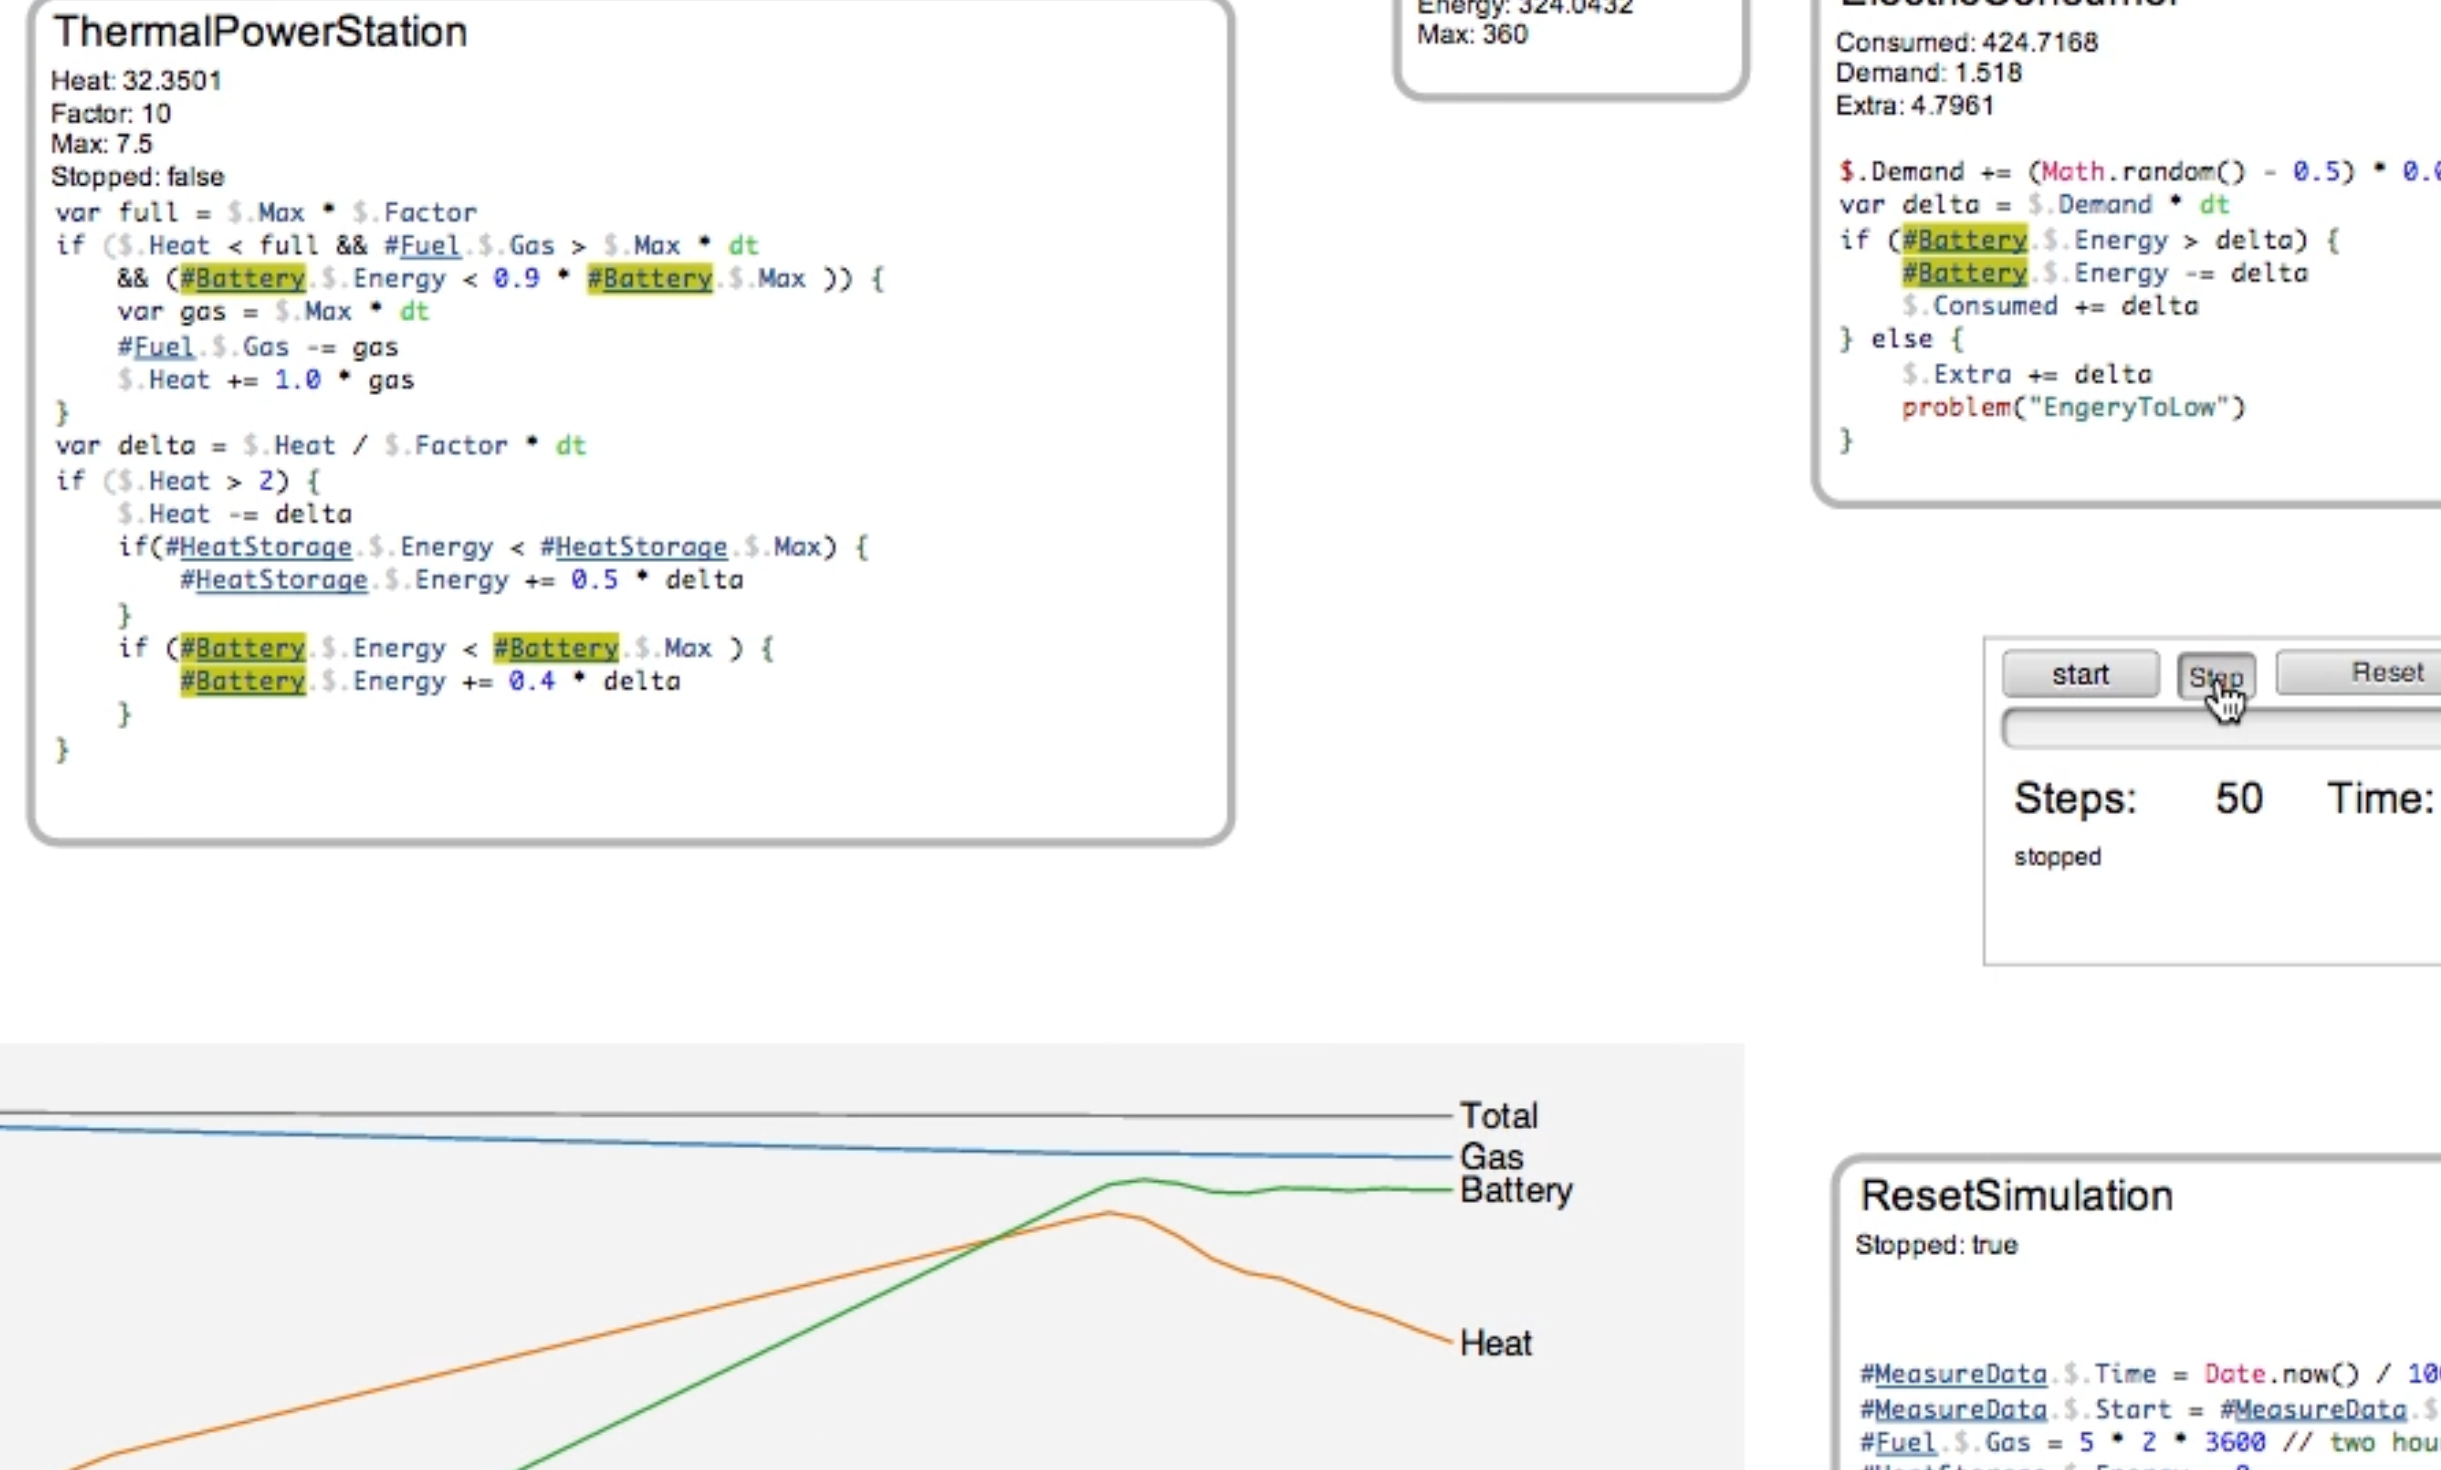 ThermalPowerStation
Heat: 32.3501
Factor: 10
Max: 7.5
Stopped: false
var full = $.Max * $.Factor
if ($.Heat < full && #Fuel.$.Gas > $.Max * dt
    && (#Battery.$.Energy < 0.9 * #Battery.$.Max )) {
    var gas = $.Max * dt
    #Fuel.$.Gas -= gas
    $.Heat += 1.0 * gas
}
var delta = $.Heat / $.Factor * dt
if ($.Heat > 2) {
    $.Heat -= delta
    if(#HeatStorage.$.Energy < #HeatStorage.$.Max) {
        #HeatStorage.$.Energy += 0.5 * delta
    }
    if (#Battery.$.Energy < #Battery.$.Max ) {
        #Battery.$.Energy += 0.4 * delta
    }
}
Energy: 324.0432
Max: 360
ElectricConsumer
Consumed: 424.7168
Demand: 1.518
Extra: 4.7961
$.Demand += (Math.random() - 0.5) * 0.0
var delta = $.Demand * dt
if (#Battery.$.Energy > delta) {
    #Battery.$.Energy -= delta
    $.Consumed += delta
} else {
    $.Extra += delta
    problem("EngeryToLow")
}
start Step Reset
Steps: 50 Time:
stopped
Total
Gas
Battery
Heat
ResetSimulation
Stopped: true
#MeasureData.$.Time = Date.now() / 10
#MeasureData.$.Start = #MeasureData.$
#Fuel.$.Gas = 5 * 2 * 3600 // two hou